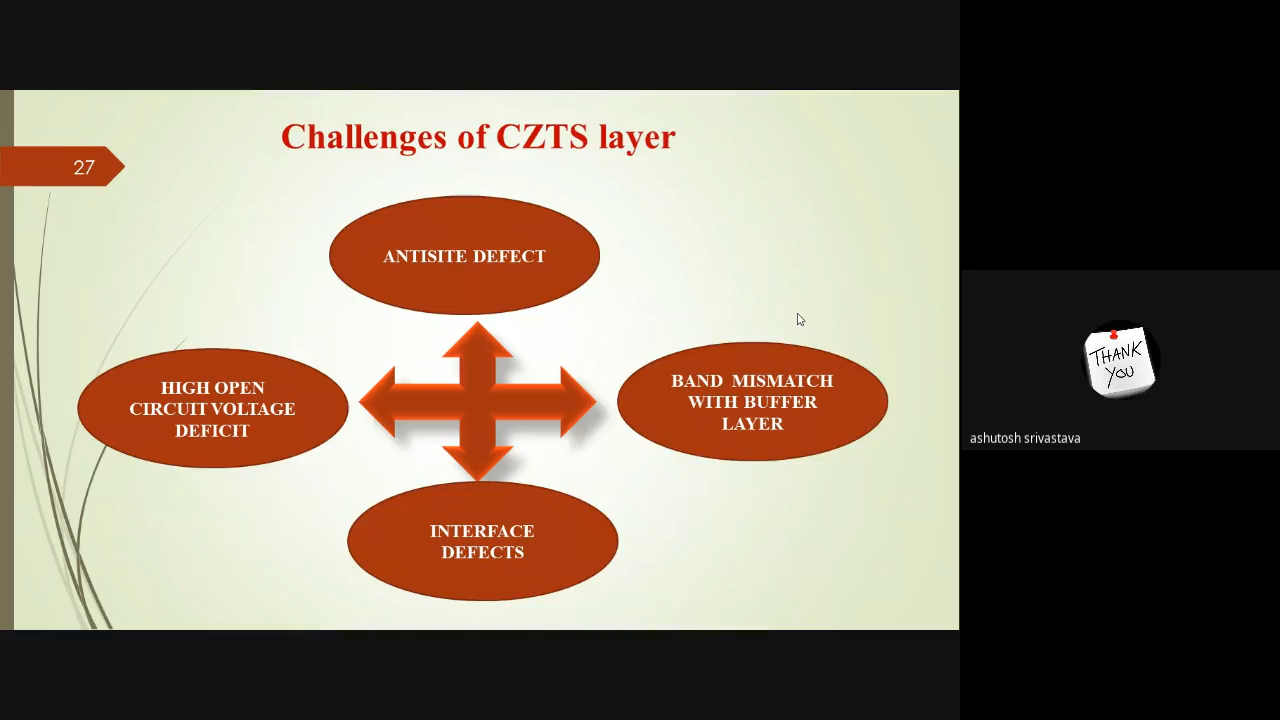 Challenges of CZTS layer
27
ANTISITE DEFECT
HIGH OPEN
CIRCUIT VOLTAGE
DEFICIT
BAND MISMATCH
WITH BUFFER
LAYER
INTERFACE
DEFECTS
THANK
YOU
ashutosh srivastava